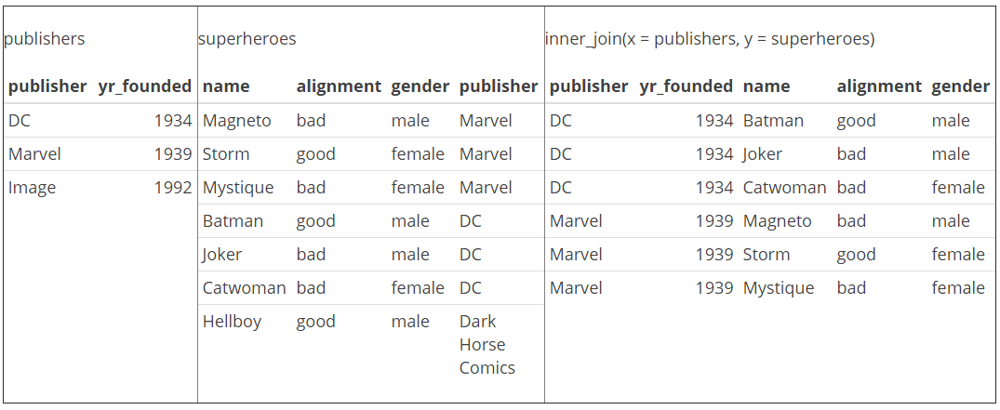 publishers
publisher yr_founded
DC 1934
Marvel 1939
Image 1992
superheroes
name alignment gender publisher
Magneto bad male Marvel
Storm good female Marvel
Mystique bad female Marvel
Batman good male DC
Joker bad male DC
Catwoman bad female DC
Hellboy good male Dark
Horse
Comics
inner_join(x = publishers, y = superheroes)
publisher yr_founded name alignment gender
DC 1934 Batman good male
DC 1934 Joker bad male
DC 1934 Catwoman bad female
Marvel 1939 Magneto bad male
Marvel 1939 Storm good female
Marvel 1939 Mystique bad female